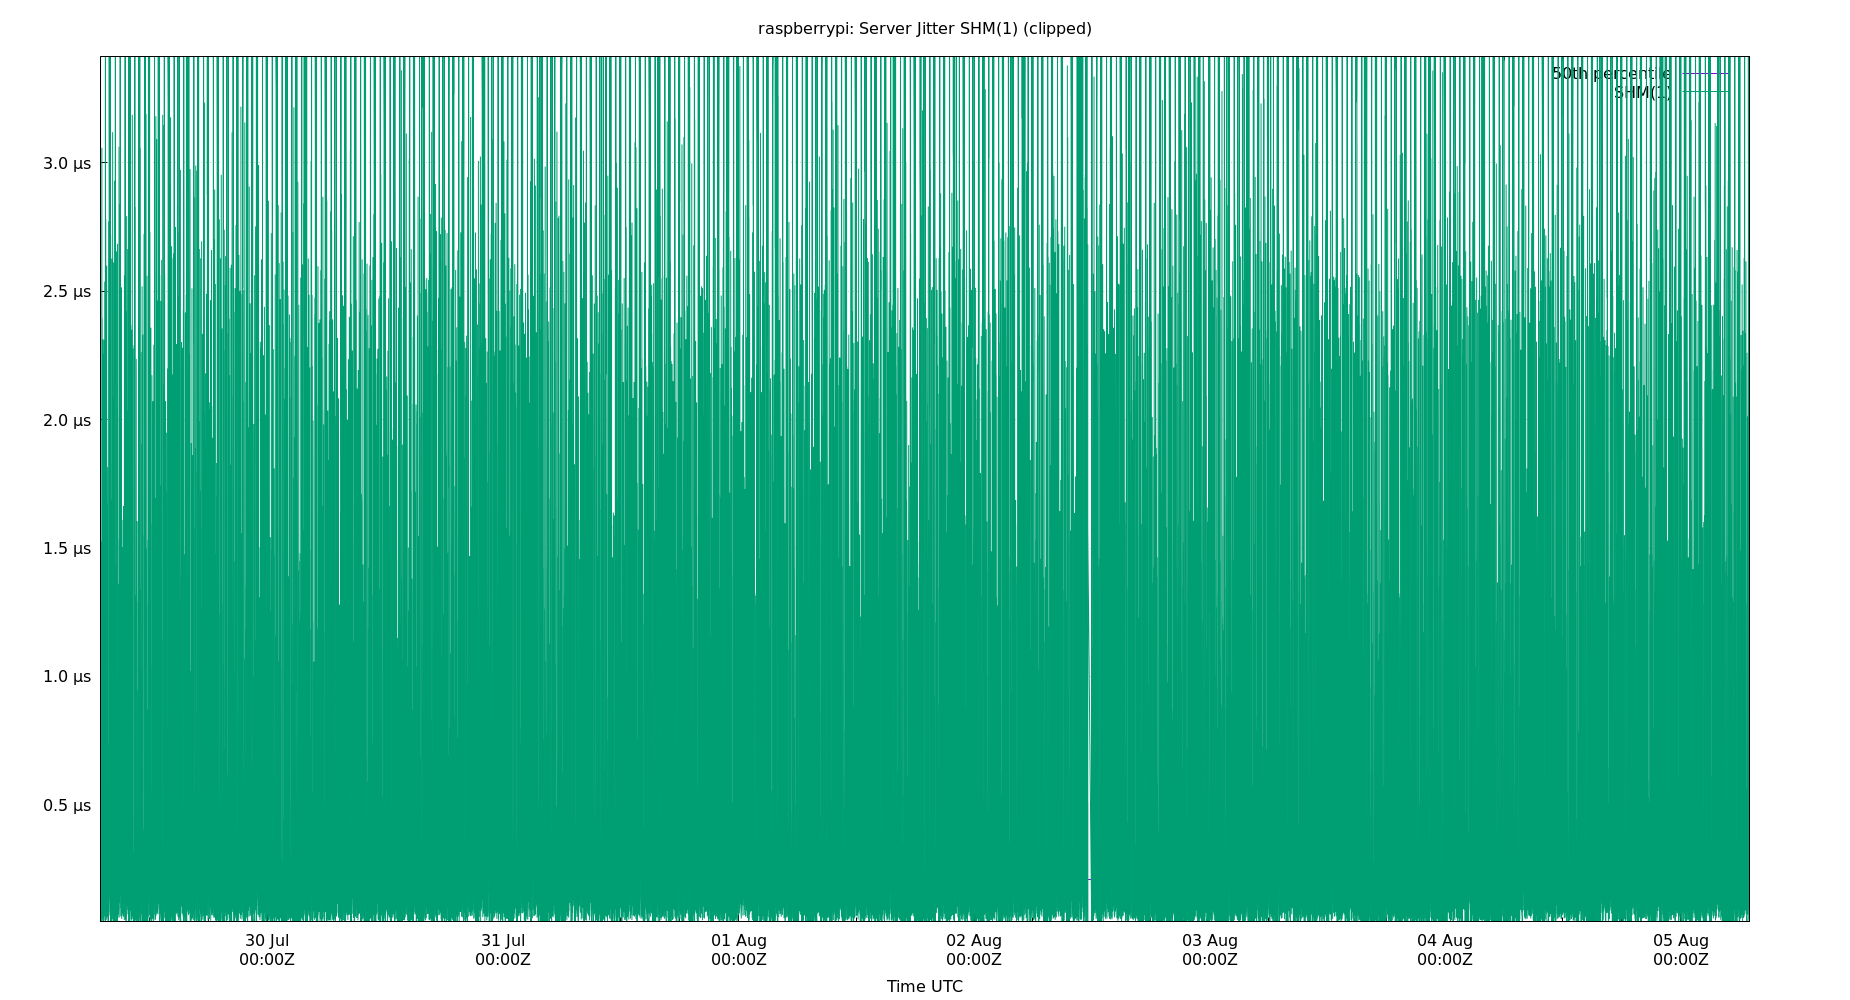 raspberrypi: Server Jitter SHM(1) (clipped)
50th percentile
SHM(1)
3.0 µs
2.5 µs
2.0 µs
1.5 µs
1.0 µs
0.5 µs
30 Jul 31 Jul 01 Aug 02 Aug 03 Aug 04 Aug 05 Aug
00:00Z 00:00Z 00:00Z 00:00Z 00:00Z 00:00Z 00:00Z
Time UTC